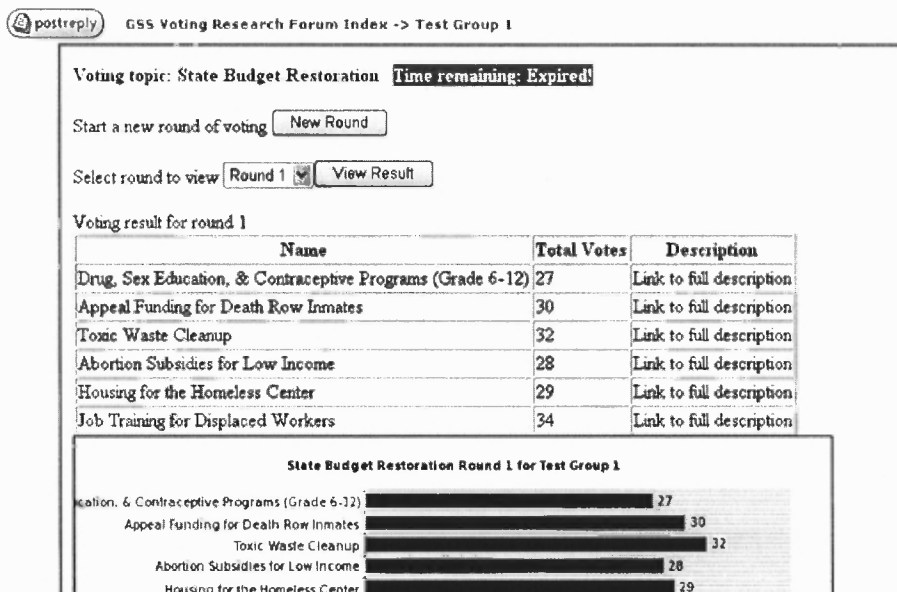 postreply GSS Voting Research Forum Index -> Test Group 1
Voting topic: State Budget Restoration Time remaining: Expired!
Start a new round of voting New Round
Select round to view Round 1 View Result
Voting result for round 1
Name Total Votes Description
Drug, Sex Education, & Contraceptive Programs (Grade 6-12) 27 Link to full description
Appeal Funding for Death Row Inmates 30 Link to full description
Toxic Waste Cleanup 32 Link to full description
Abortion Subsidies for Low Income 28 Link to full description
Housing for the Homeless Center 29 Link to full description
Job Training for Displaced Workers 34 Link to full description
State Budget Restoration Round 1 for Test Group 1
cation, & Contraceptive Programs (Grade 6-12) 27
Appeal Funding for Death Row Inmates 30
Toxic Waste Cleanup 32
Abortion Subsidies for Low Income 28
Housing for the Homeless Center 29